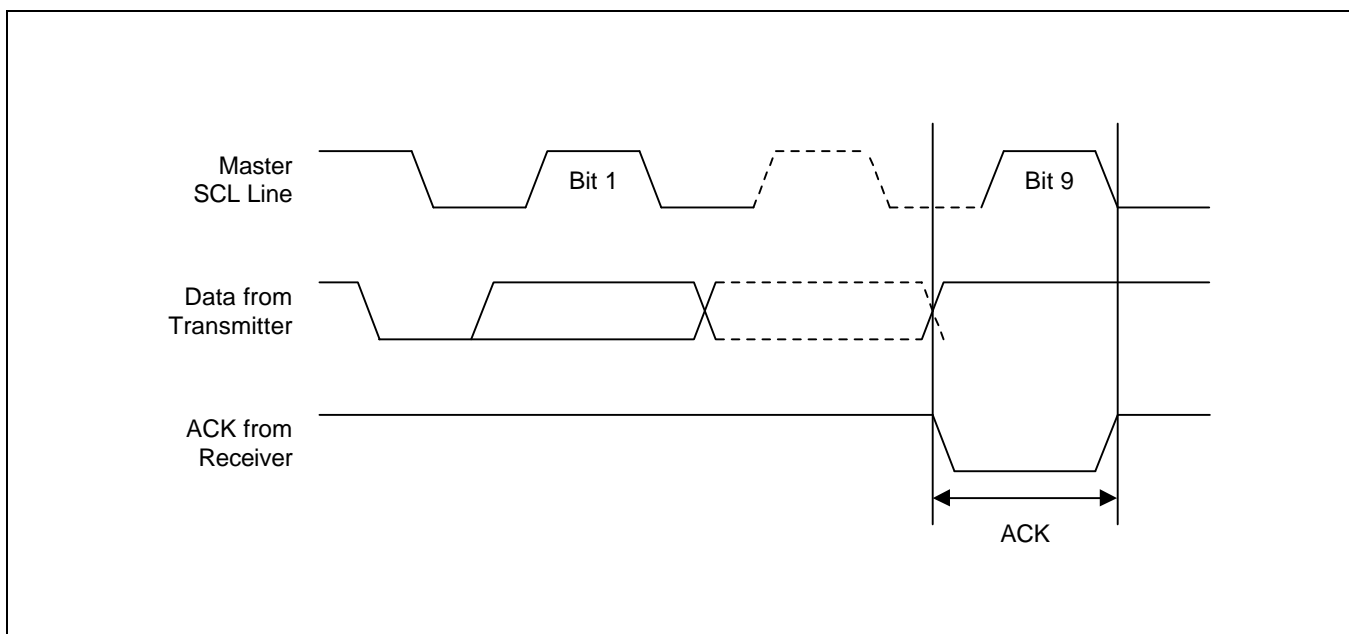 Master
SCL Line
Bit 1
Bit 9
Data from
Transmitter
ACK from
Receiver
ACK